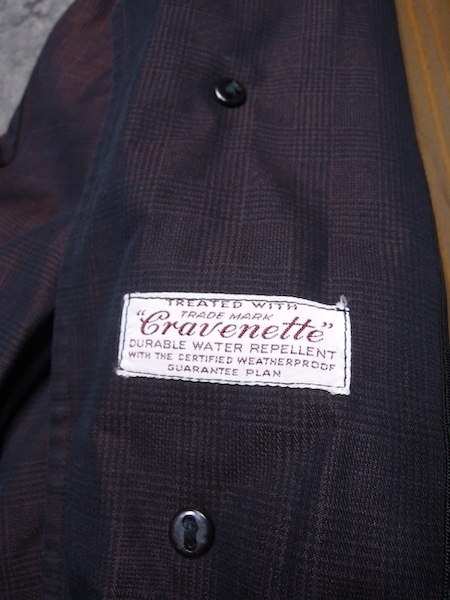 TREATED WITH
TRADE MARK
"Cravenette"
DURABLE WATER REPELLENT
WITH THE CERTIFIED WEATHERPROOF
GUARANTEE PLAN